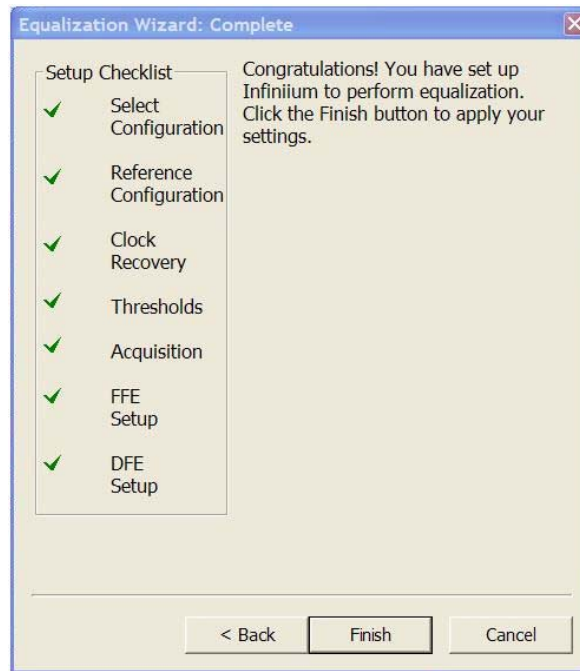 Equalization Wizard: Complete
Setup Checklist
Select
Configuration
Reference
Configuration
Clock
Recovery
Thresholds
Acquisition
FFE
Setup
DFE
Setup
Congratulations! You have set up
Infiniium to perform equalization.
Click the Finish button to apply your
settings.
< Back
Finish
Cancel